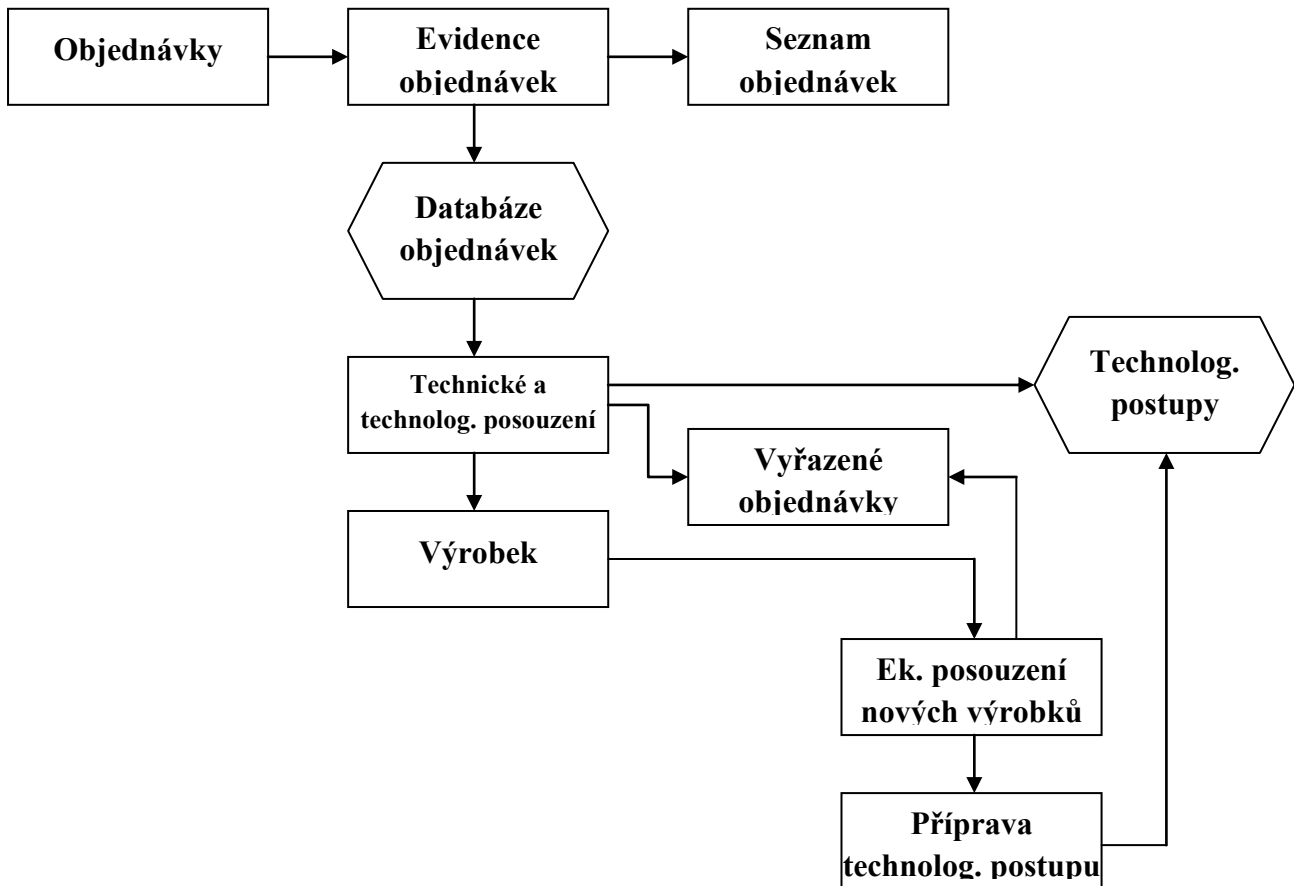 Objednávky
Evidence
objednávek
Seznam
objednávek
Databáze
objednávek
Technické a
technolog. posouzení
Technolog.
postupy
Vyřazené
objednávky
Výrobek
Ek. posouzení
nových výrobků
Příprava
technolog. postupu